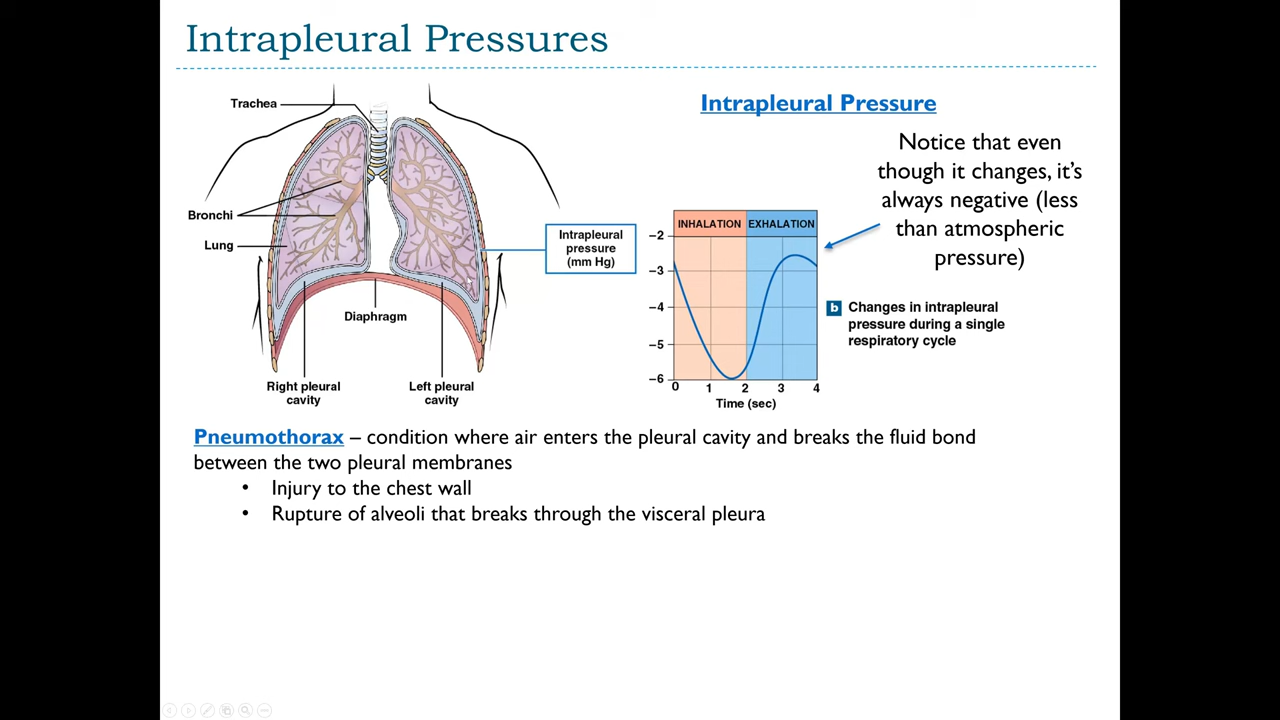 Intrapleural Pressures
Trachea
Bronchi
Lung
Diaphragm
Right pleural
cavity
Left pleural
cavity
Intrapleural
pressure
(mm Hg)
Intrapleural Pressure
Notice that even
though it changes, it’s
always negative (less
than atmospheric
pressure)
INHALATION EXHALATION
–2
–3
–4
–5
–6
0 1 2 3 4
Time (sec)
b Changes in intrapleural
pressure during a single
respiratory cycle
Pneumothorax – condition where air enters the pleural cavity and breaks the fluid bond
between the two pleural membranes
• Injury to the chest wall
• Rupture of alveoli that breaks through the visceral pleura